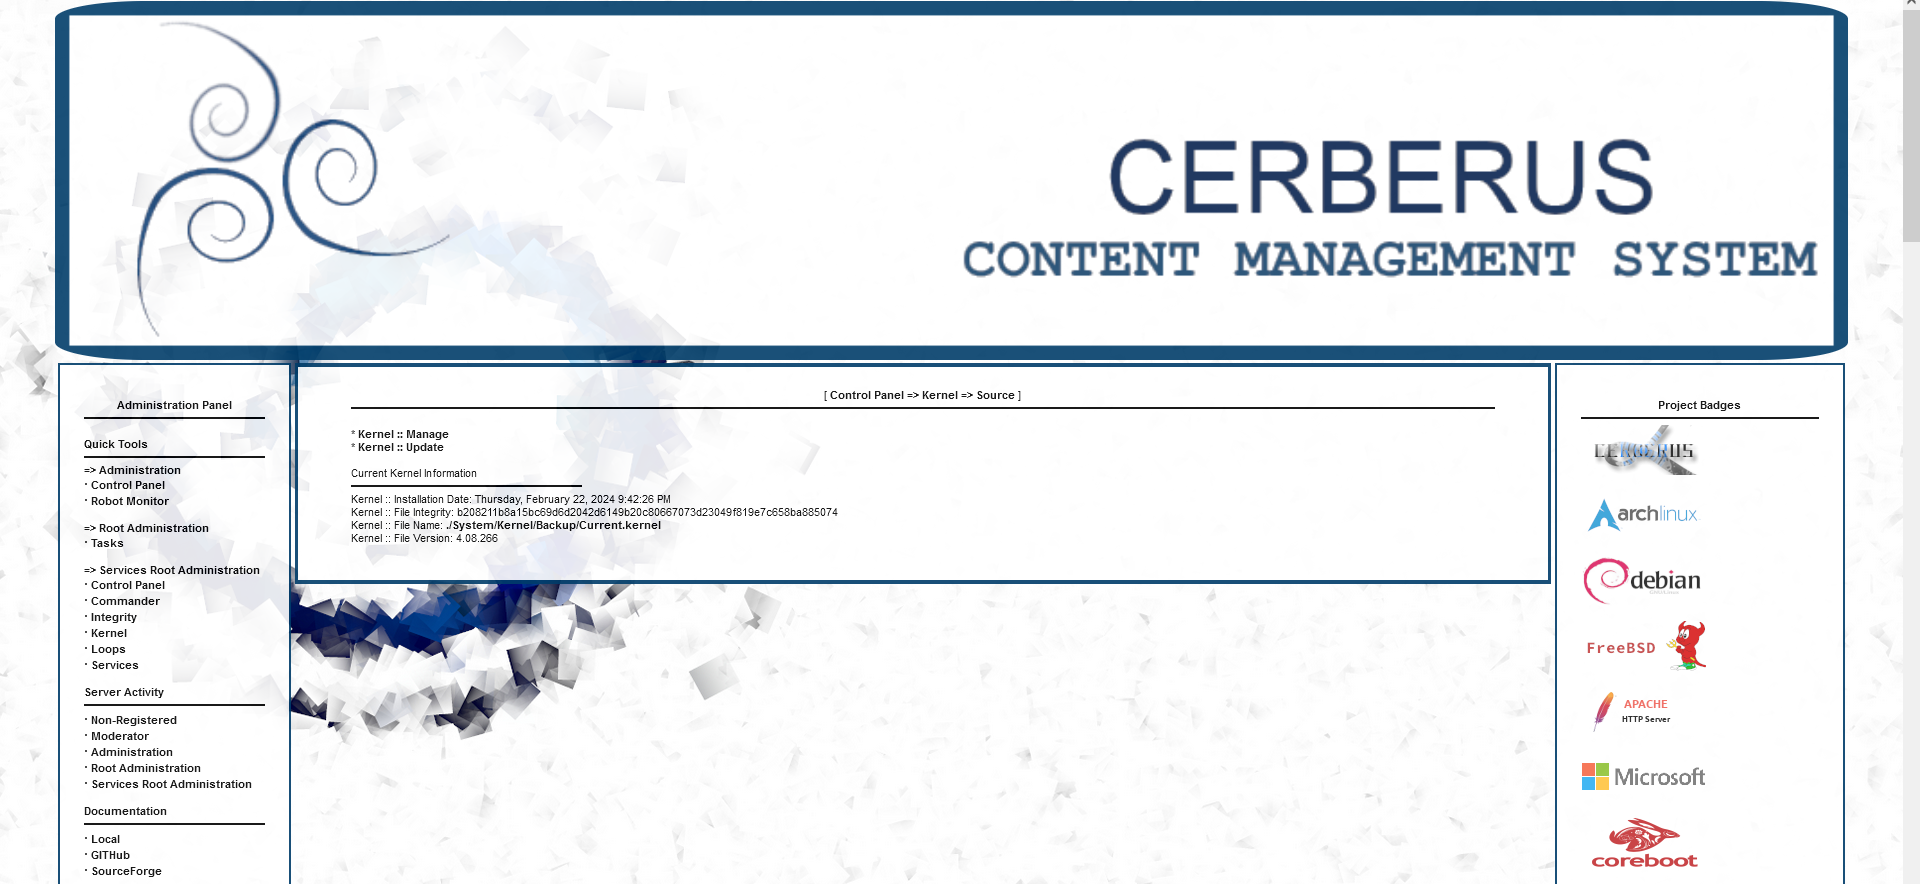 CERBERUS
CONTENT MANAGEMENT SYSTEM
Administration Panel
Quick Tools
=> Administration
· Control Panel
· Robot Monitor
=> Root Administration
· Tasks
=> Services Root Administration
· Control Panel
· Commander
· Integrity
· Kernel
· Loops
· Services
Server Activity
· Non-Registered
· Moderator
· Administration
· Root Administration
· Services Root Administration
Documentation
· Local
· GITHub
· SourceForge
[ Control Panel => Kernel => Source ]
* Kernel :: Manage
* Kernel :: Update
Current Kernel Information
Kernel :: Installation Date: Thursday, February 22, 2024 9:42:26 PM
Kernel :: File Integrity: b208211b8a15bc69d6d2042d6149b20c80667073d23049f819e7c658ba885074
Kernel :: File Name: ./System/Kernel/Backup/Current.kernel
Kernel :: File Version: 4.08.266
Project Badges
CERBERUS
archlinux
debian
FreeBSD
APACHE
HTTP Server
Microsoft
coreboot